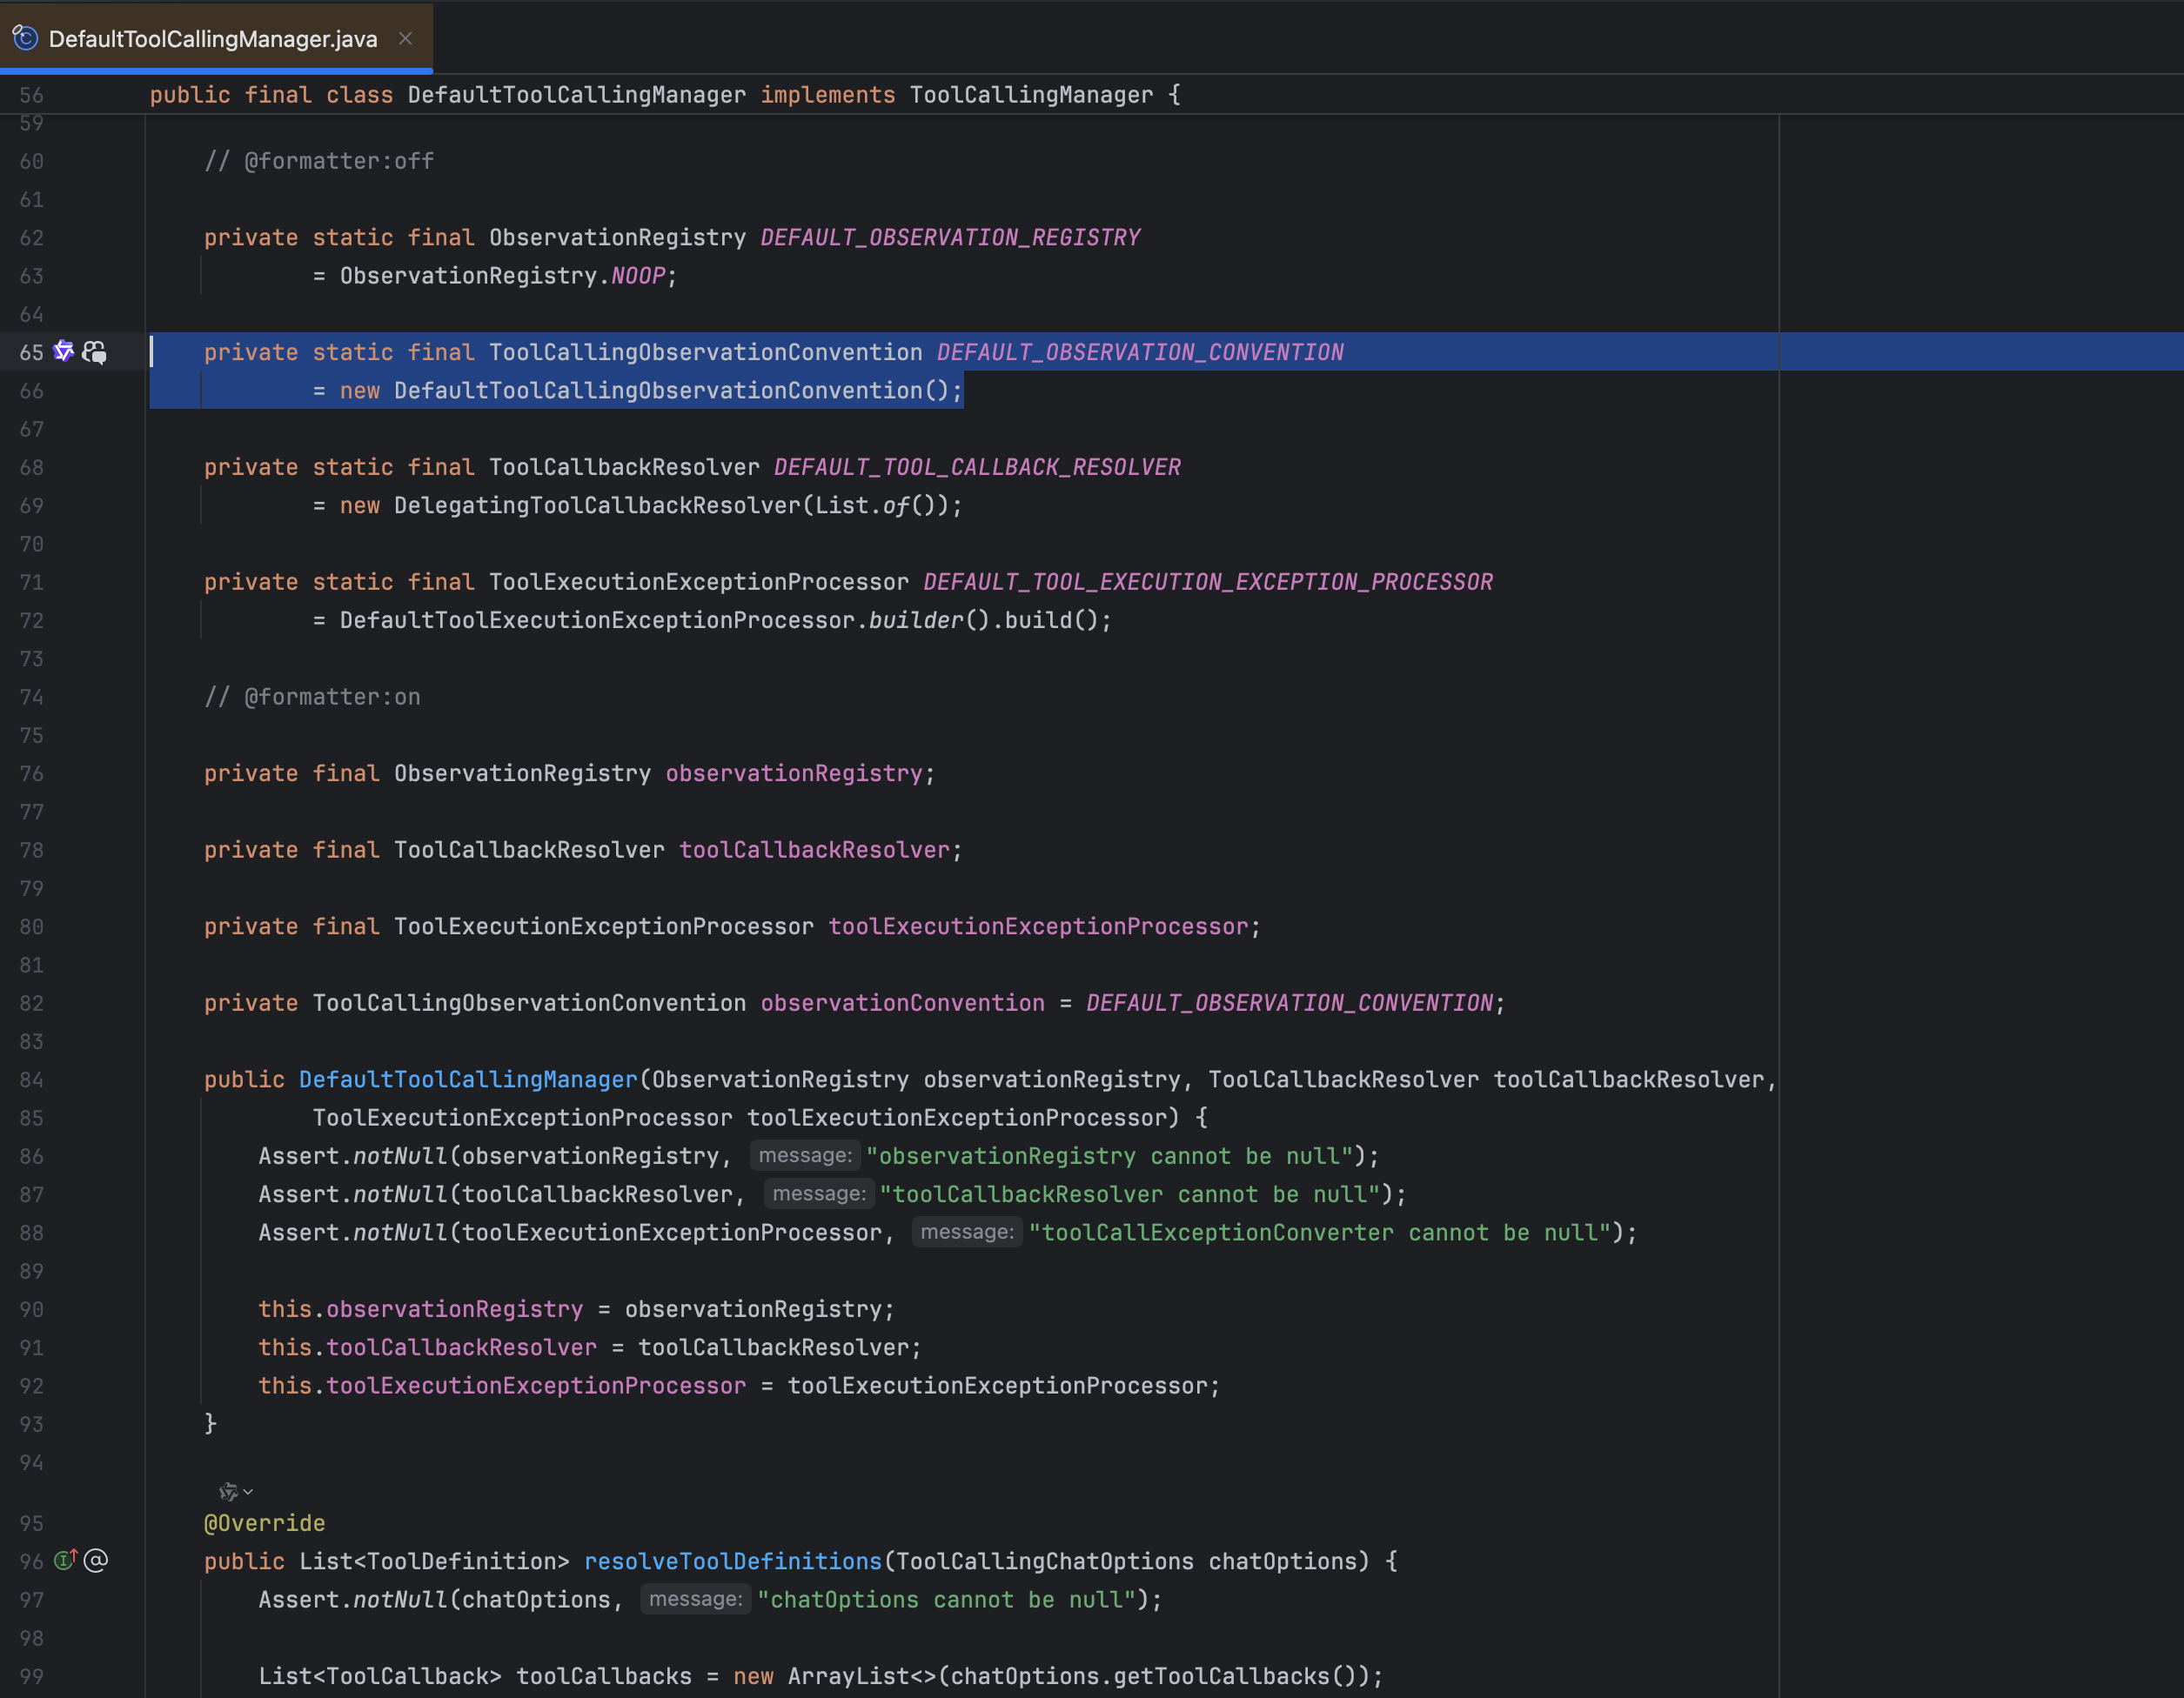 DefaultToolCallingManager.java
56 public final class DefaultToolCallingManager implements ToolCallingManager {
59
60 // @formatter:off
61
62 private static final ObservationRegistry DEFAULT_OBSERVATION_REGISTRY
63 = ObservationRegistry.NOOP;
64
65 private static final ToolCallingObservationConvention DEFAULT_OBSERVATION_CONVENTION
66 = new DefaultToolCallingObservationConvention();
67
68 private static final ToolCallbackResolver DEFAULT_TOOL_CALLBACK_RESOLVER
69 = new DelegatingToolCallbackResolver(List.of());
70
71 private static final ToolExecutionExceptionProcessor DEFAULT_TOOL_EXECUTION_EXCEPTION_PROCESSOR
72 = DefaultToolExecutionExceptionProcessor.builder().build();
73
74 // @formatter:on
75
76 private final ObservationRegistry observationRegistry;
77
78 private final ToolCallbackResolver toolCallbackResolver;
79
80 private final ToolExecutionExceptionProcessor toolExecutionExceptionProcessor;
81
82 private ToolCallingObservationConvention observationConvention = DEFAULT_OBSERVATION_CONVENTION;
83
84 public DefaultToolCallingManager(ObservationRegistry observationRegistry, ToolCallbackResolver toolCallbackResolver,
85 ToolExecutionExceptionProcessor toolExecutionExceptionProcessor) {
86 Assert.notNull(observationRegistry, message: "observationRegistry cannot be null");
87 Assert.notNull(toolCallbackResolver, message: "toolCallbackResolver cannot be null");
88 Assert.notNull(toolExecutionExceptionProcessor, message: "toolCallExceptionConverter cannot be null");
89
90 this.observationRegistry = observationRegistry;
91 this.toolCallbackResolver = toolCallbackResolver;
92 this.toolExecutionExceptionProcessor = toolExecutionExceptionProcessor;
93 }
94
95 @Override
96 public List<ToolDefinition> resolveToolDefinitions(ToolCallingChatOptions chatOptions) {
97 Assert.notNull(chatOptions, message: "chatOptions cannot be null");
98
99 List<ToolCallback> toolCallbacks = new ArrayList<>(chatOptions.getToolCallbacks());